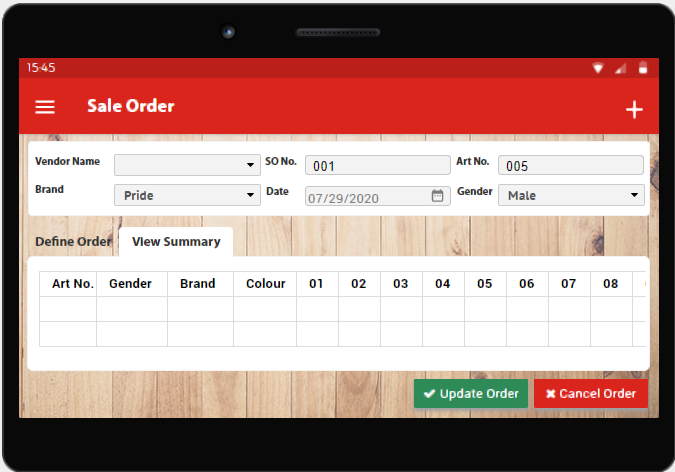 15:45
Sale Order
Vendor Name SO No. 001 Art No. 005
Brand Pride Date 07/29/2020 Gender Male
Define Order View Summary
Art No. Gender Brand Colour 01 02 03 04 05 06 07 08
Update Order Cancel Order